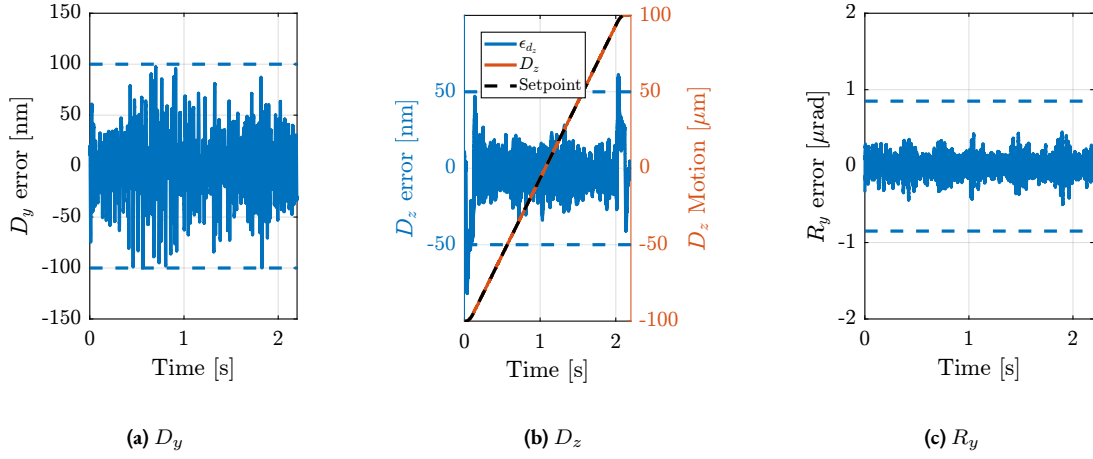 150
100
50
0
-50
-100
-150
D_y error [nm]
0 1 2
Time [s]
(a) D_y
ϵ_{d_z}
D_z
Setpoint
50
0
-50
D_z error [nm]
100
50
0
-50
-100
D_z Motion [µm]
0 1 2
Time [s]
(b) D_z
2
1
0
-1
-2
R_y error [µrad]
0 1 2
Time [s]
(c) R_y